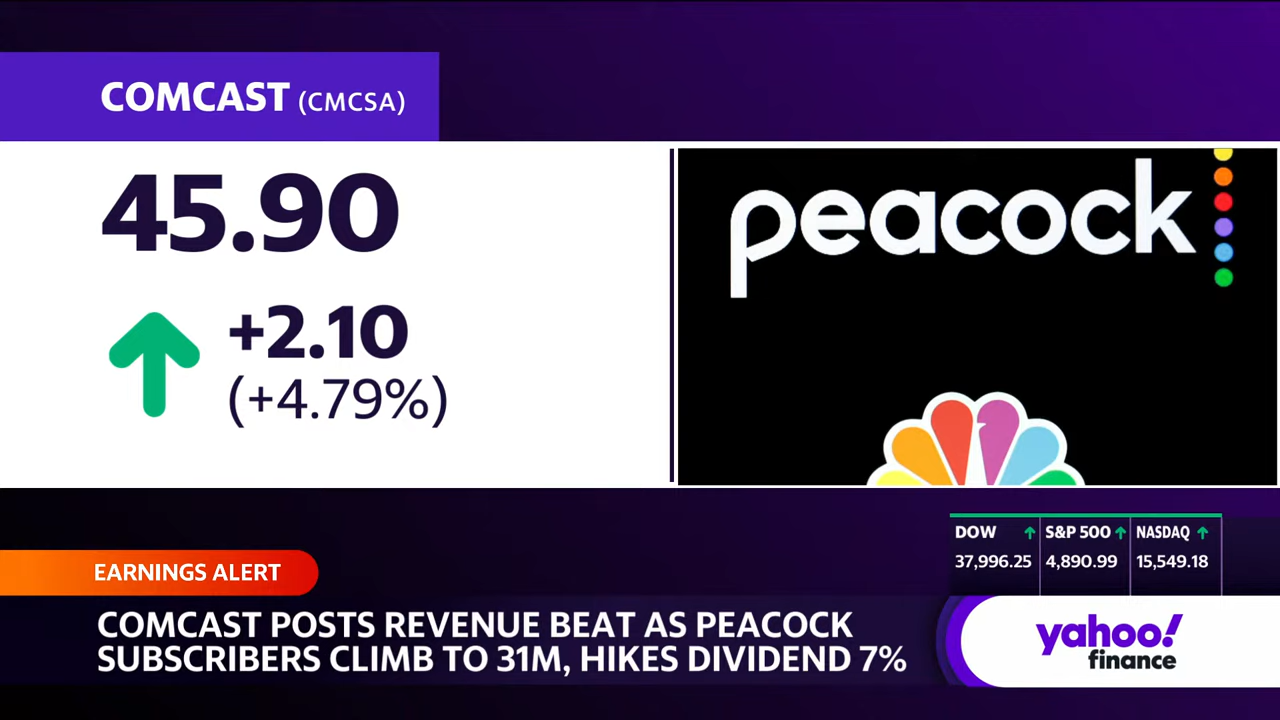 COMCAST (CMCSA)
45.90
+2.10
(+4.79%)
peacock
EARNINGS ALERT
COMCAST POSTS REVENUE BEAT AS PEACOCK
SUBSCRIBERS CLIMB TO 31M, HIKES DIVIDEND 7%
DOW S&P 500 NASDAQ
37,996.25 4,890.99 15,549.18
yahoo!
finance